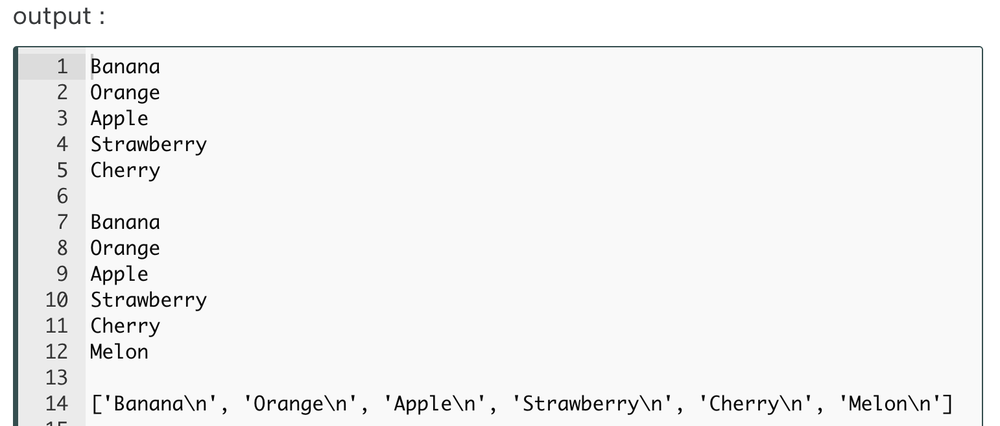 output :
1 Banana
2 Orange
3 Apple
4 Strawberry
5 Cherry
6
7 Banana
8 Orange
9 Apple
10 Strawberry
11 Cherry
12 Melon
13
14 ['Banana\n', 'Orange\n', 'Apple\n', 'Strawberry\n', 'Cherry\n', 'Melon\n']